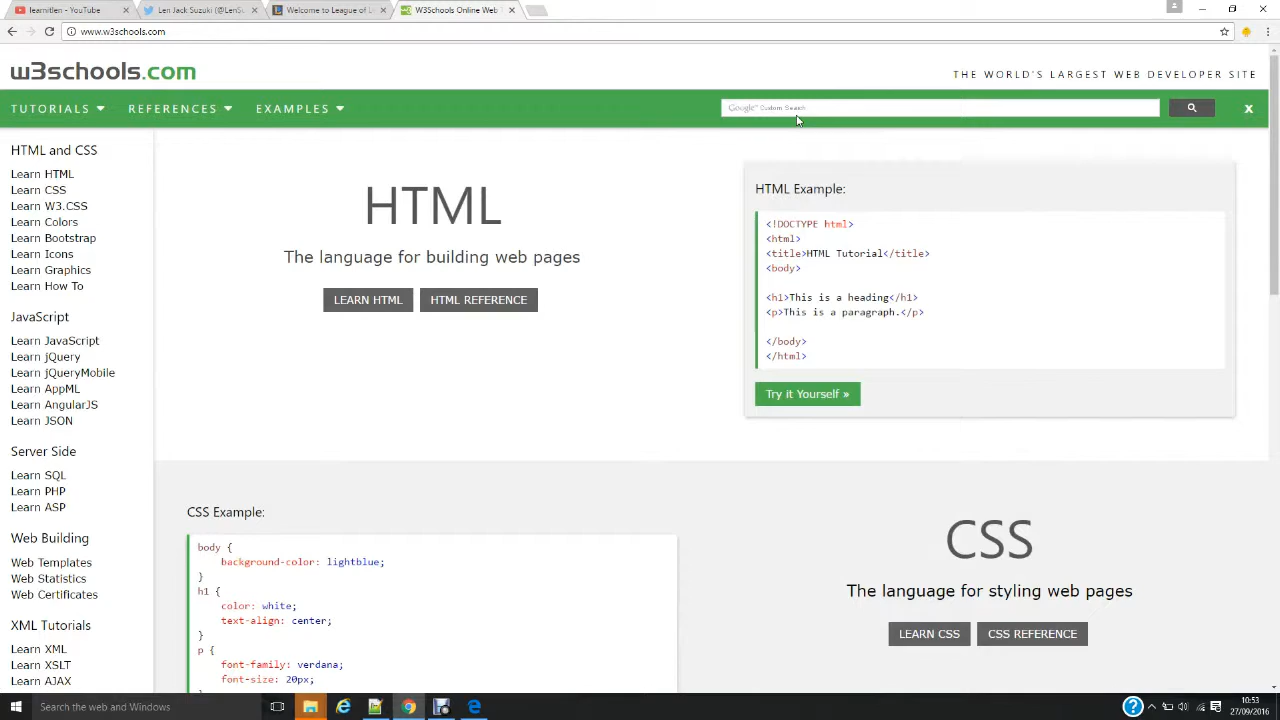 learnitlen - YouTube
Len Jack Suzuki (@LenS
Welcome to League of L
W3Schools Online Web
www.w3schools.com
w3schools.com
THE WORLD'S LARGEST WEB DEVELOPER SITE
TUTORIALS REFERENCES EXAMPLES
Google™ Custom Search
X
HTML and CSS
Learn HTML
Learn CSS
Learn W3.CSS
Learn Colors
Learn Bootstrap
Learn Icons
Learn Graphics
Learn How To
JavaScript
Learn JavaScript
Learn jQuery
Learn jQueryMobile
Learn AppML
Learn AngularJS
Learn JSON
Server Side
Learn SQL
Learn PHP
Learn ASP
Web Building
Web Templates
Web Statistics
Web Certificates
XML Tutorials
Learn XML
Learn XSLT
Learn AJAX
HTML
The language for building web pages
LEARN HTML
HTML REFERENCE
HTML Example:
<!DOCTYPE html>
<html>
<title>HTML Tutorial</title>
<body>
<h1>This is a heading</h1>
<p>This is a paragraph.</p>
</body>
</html>
Try it Yourself »
CSS Example:
body {
background-color: lightblue;
}
h1 {
color: white;
text-align: center;
}
p {
font-family: verdana;
font-size: 20px;
CSS
The language for styling web pages
LEARN CSS
CSS REFERENCE
Search the web and Windows
10:53
27/09/2016